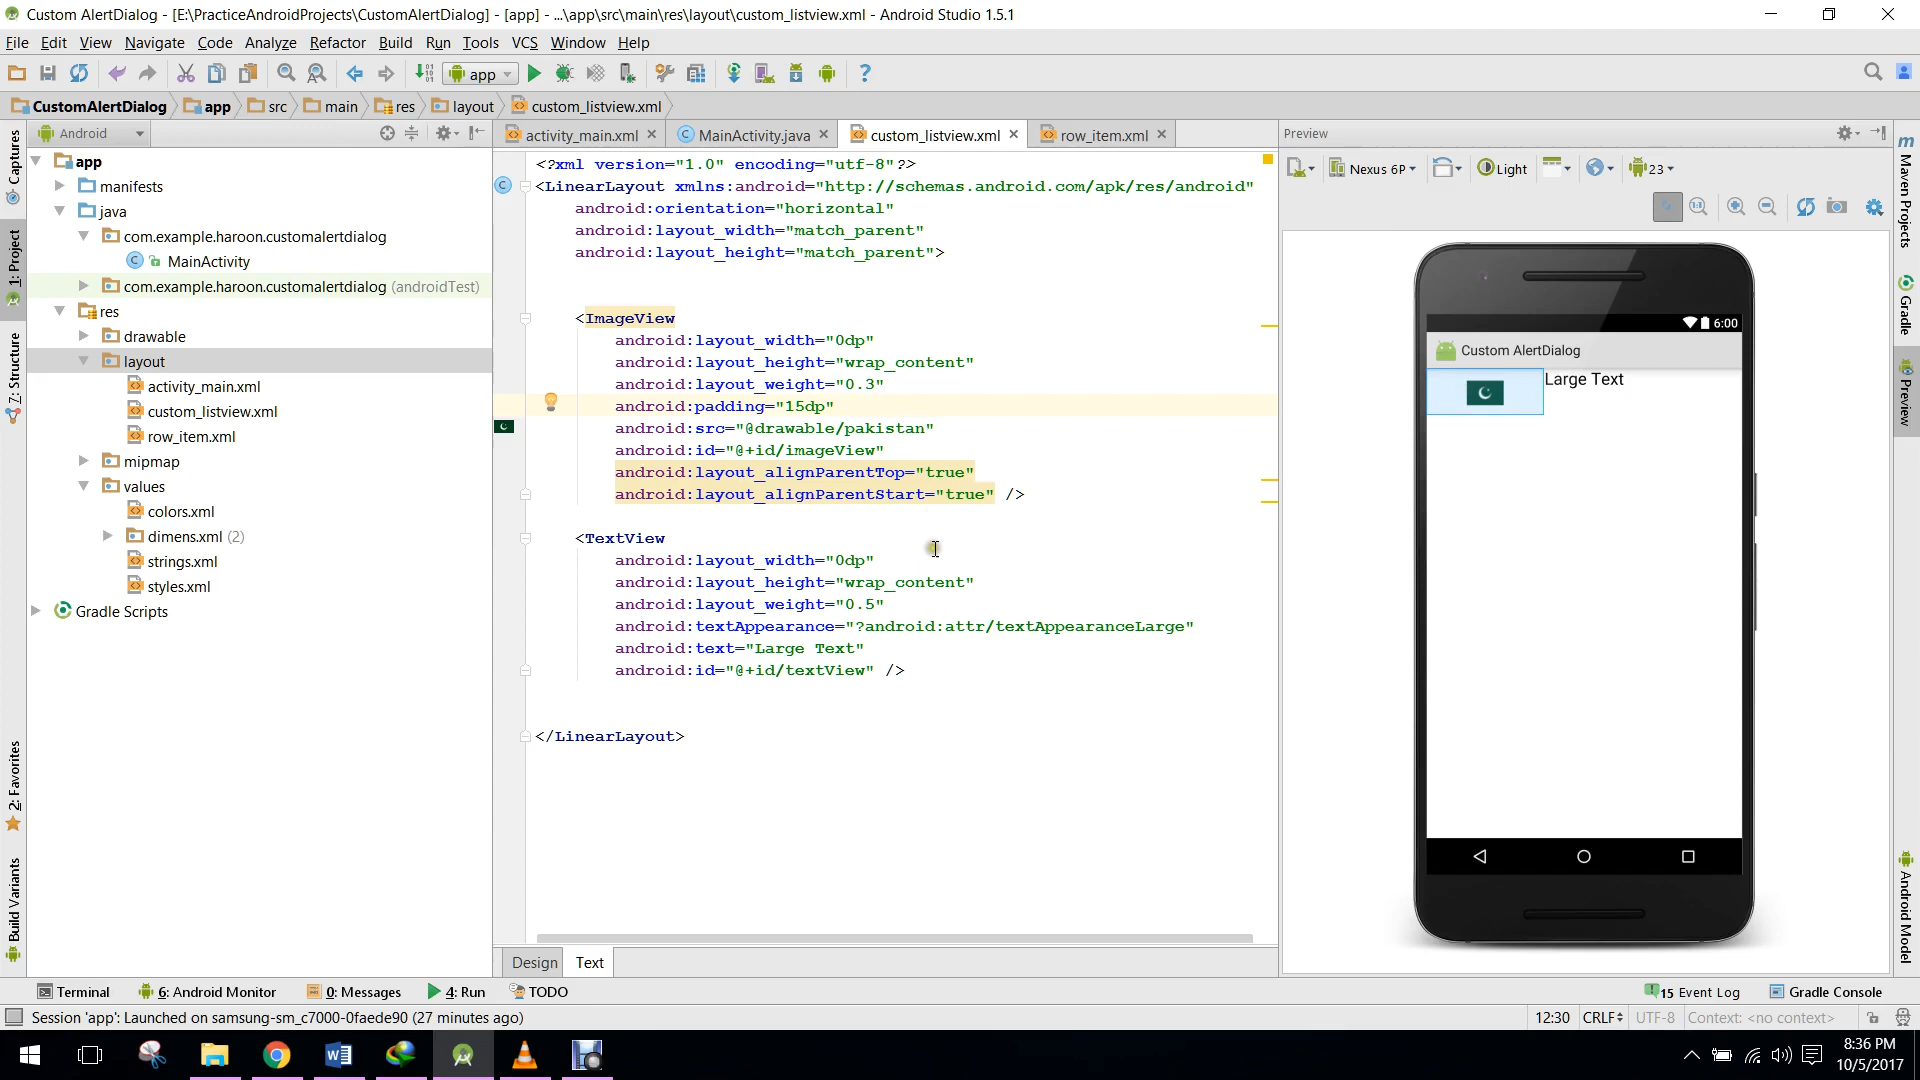 Custom AlertDialog - [E:\PracticeAndroidProjects\CustomAlertDialog] - [app] - ...\app\src\main\res\layout\custom_listview.xml - Android Studio 1.5.1
File Edit View Navigate Code Analyze Refactor Build Run Tools VCS Window Help
app
CustomAlertDialog app src main res layout custom_listview.xml
Android
activity_main.xml MainActivity.java custom_listview.xml row_item.xml
Preview
Captures
1: Project
7: Structure
2: Favorites
Build Variants
app
manifests
java
com.example.haroon.customalertdialog
MainActivity
com.example.haroon.customalertdialog (androidTest)
res
drawable
layout
activity_main.xml
custom_listview.xml
row_item.xml
mipmap
values
colors.xml
dimens.xml (2)
strings.xml
styles.xml
Gradle Scripts
<?xml version="1.0" encoding="utf-8"?>
<LinearLayout xmlns:android="http://schemas.android.com/apk/res/android"
android:orientation="horizontal"
android:layout_width="match_parent"
android:layout_height="match_parent">
<ImageView
android:layout_width="0dp"
android:layout_height="wrap_content"
android:layout_weight="0.3"
android:padding="15dp"
android:src="@drawable/pakistan"
android:id="@+id/imageView"
android:layout_alignParentTop="true"
android:layout_alignParentStart="true" />
<TextView
android:layout_width="0dp"
android:layout_height="wrap_content"
android:layout_weight="0.5"
android:textAppearance="?android:attr/textAppearanceLarge"
android:text="Large Text"
android:id="@+id/textView" />
</LinearLayout>
Design Text
Nexus 6P Light 23
6:00
Custom AlertDialog
Large Text
Maven Projects
Gradle
Preview
Android Model
Terminal 6: Android Monitor 0: Messages 4: Run TODO
15 Event Log Gradle Console
Session 'app': Launched on samsung-sm_c7000-0faede90 (27 minutes ago)
12:30 CRLF UTF-8 Context: <no context>
8:36 PM
10/5/2017